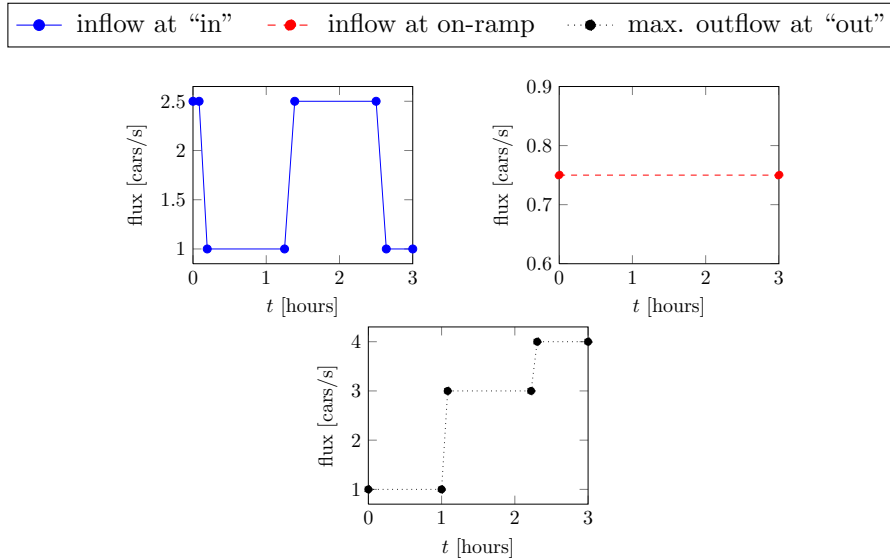 inflow at “in” inflow at on-ramp max. outflow at “out”
2.5
2
1.5
1
flux [cars/s]
0 1 2 3
t [hours]
0.9
0.8
0.7
0.6
flux [cars/s]
0 1 2 3
t [hours]
4
3
2
1
flux [cars/s]
0 1 2 3
t [hours]